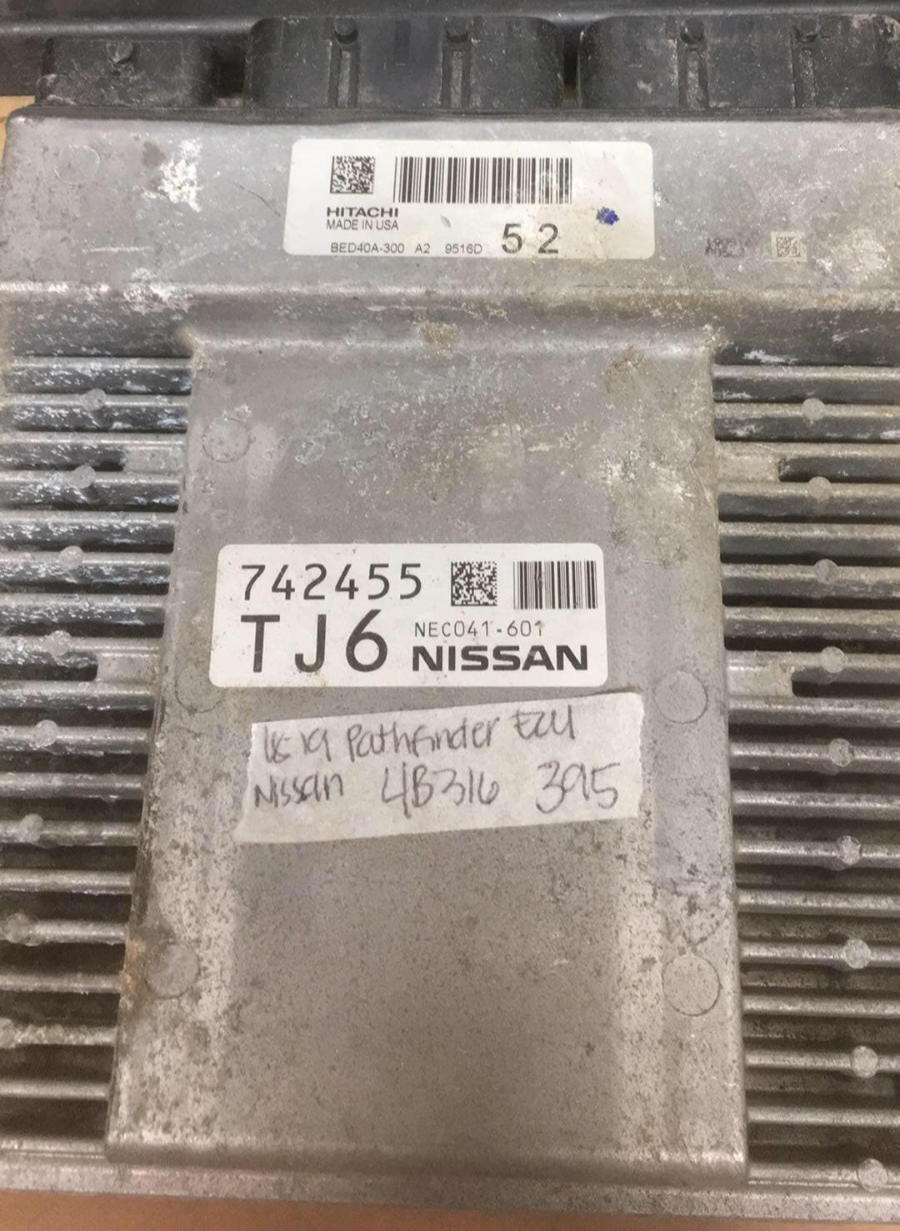 HITACHI
MADE IN USA
BED40A-300 A2 9516D 52
742455
TJ6 NEC041-601
NISSAN
19 Pathfinder ECU
Nissan 4B316 395